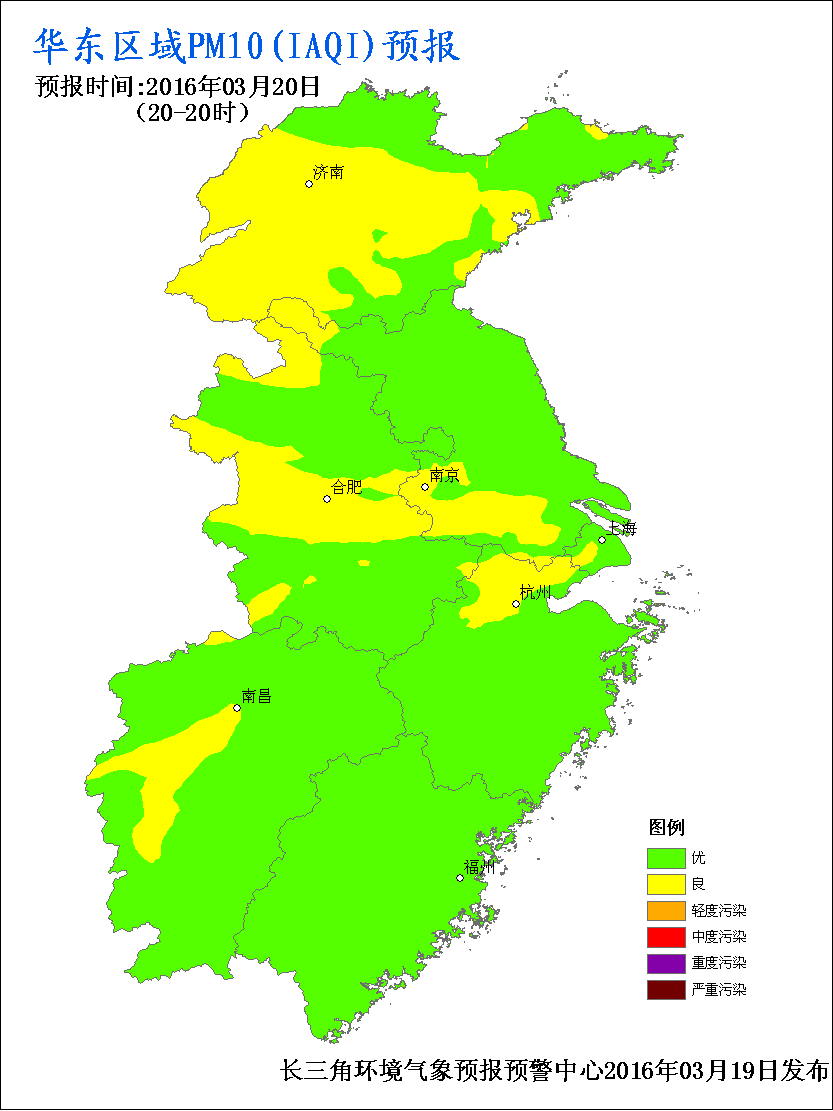 华东区域PM10(IAQI)预报
预报时间:2016年03月20日
(20-20时)
济南
南京
合肥
上海
杭州
南昌
福州
图例
优
良
轻度污染
中度污染
重度污染
严重污染
长三角环境气象预报预警中心2016年03月19日发布